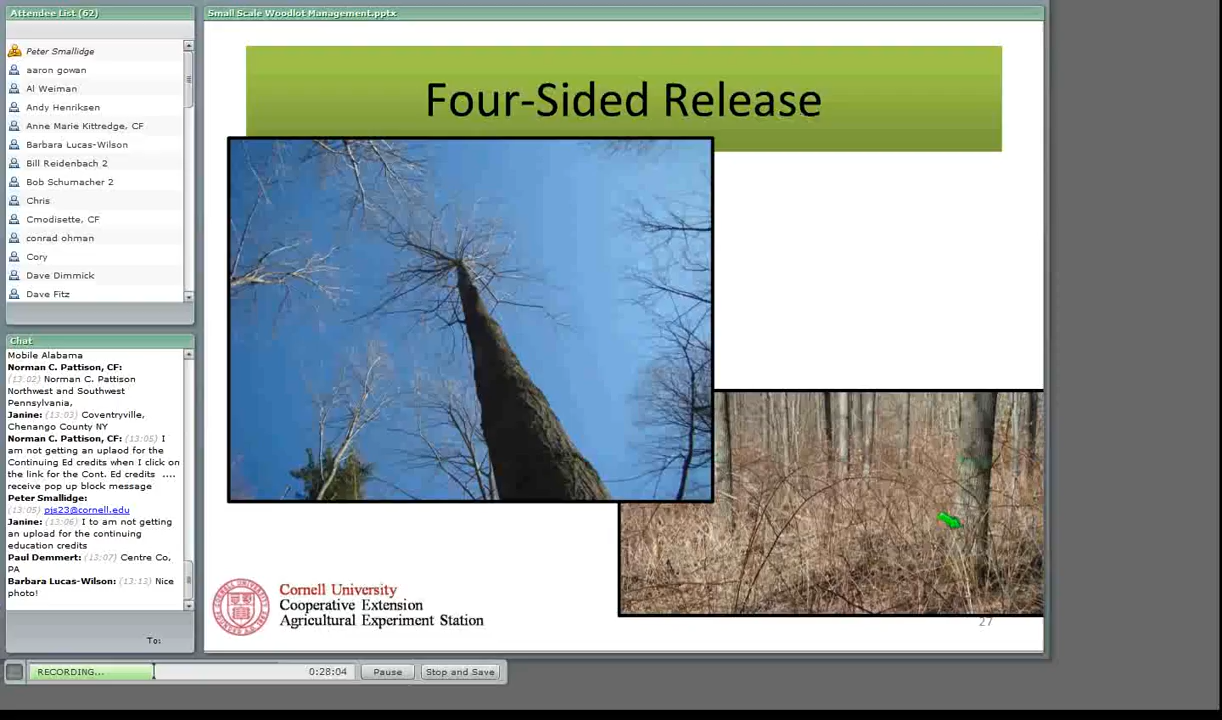 Attendee List (62)
Peter Smallidge
aaron gowan
Al Weiman
Andy Henriksen
Anne Marie Kittredge, CF
Barbara Lucas-Wilson
Bill Reidenbach 2
Bob Schumacher 2
Chris
Cmodisette, CF
conrad ohman
Cory
Dave Dimmick
Dave Fitz
Chat
Mobile Alabama
Norman C. Pattison, CF:
(13:02) Norman C. Pattison
Northwest and Southwest
Pennsylvania,
Janine: (13:03) Coventryville,
Chenango County NY
Norman C. Pattison, CF: (13:05) I
am not getting an uplaod for the
Continuing Ed credits when I click on
the link for the Cont. Ed credits ....
receive pop up block message
Peter Smallidge:
(13:05) pjs23@cornell.edu
Janine: (13:06) I to am not getting
an upload for the continuing
education credits
Paul Demmert: (13:07) Centre Co,
PA
Barbara Lucas-Wilson: (13:13) Nice
photo!
To:
Small Scale Woodlot Management.pptx
Four-Sided Release
Cornell University
Cooperative Extension
Agricultural Experiment Station
27
RECORDING...
0:28:04
Pause
Stop and Save